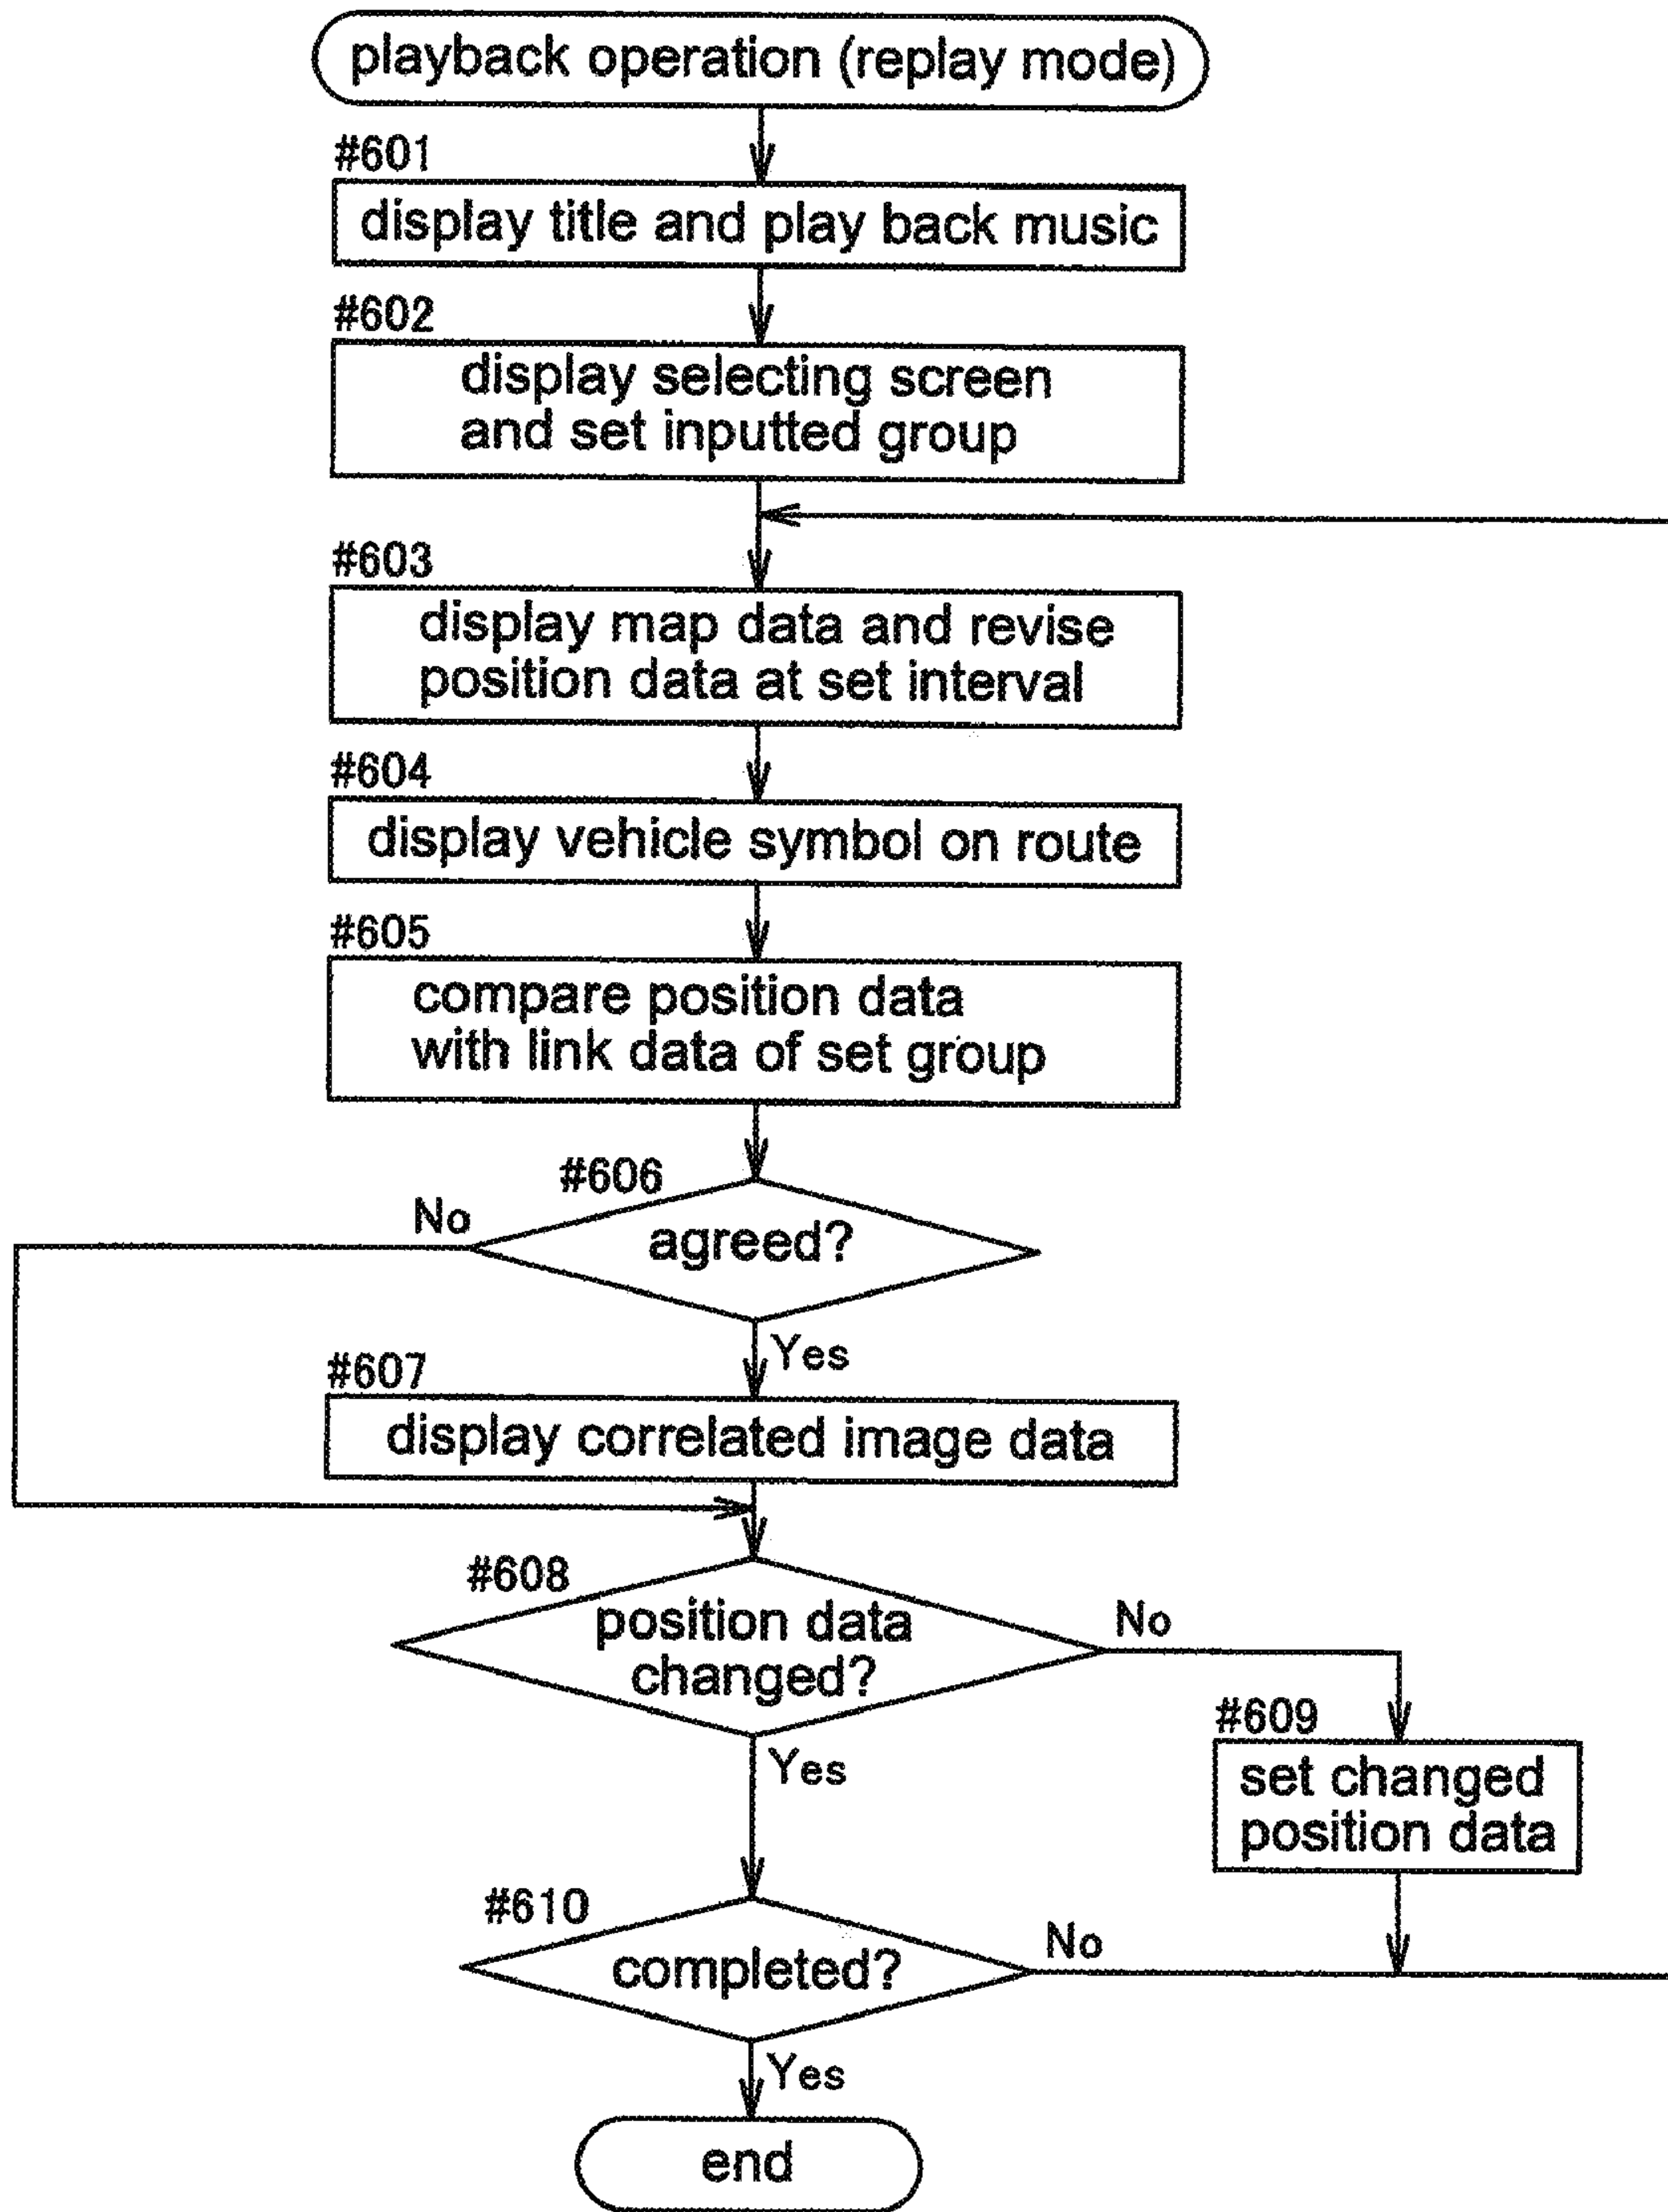 playback operation (replay mode)
#601
display title and play back music
#602
display selecting screen
and set inputted group
#603
display map data and revise
position data at set interval
#604
display vehicle symbol on route
#605
compare position data
with link data of set group
#606
No
agreed?
Yes
#607
display correlated image data
#608
position data
changed?
No
Yes
#609
set changed
position data
#610
completed?
No
Yes
end